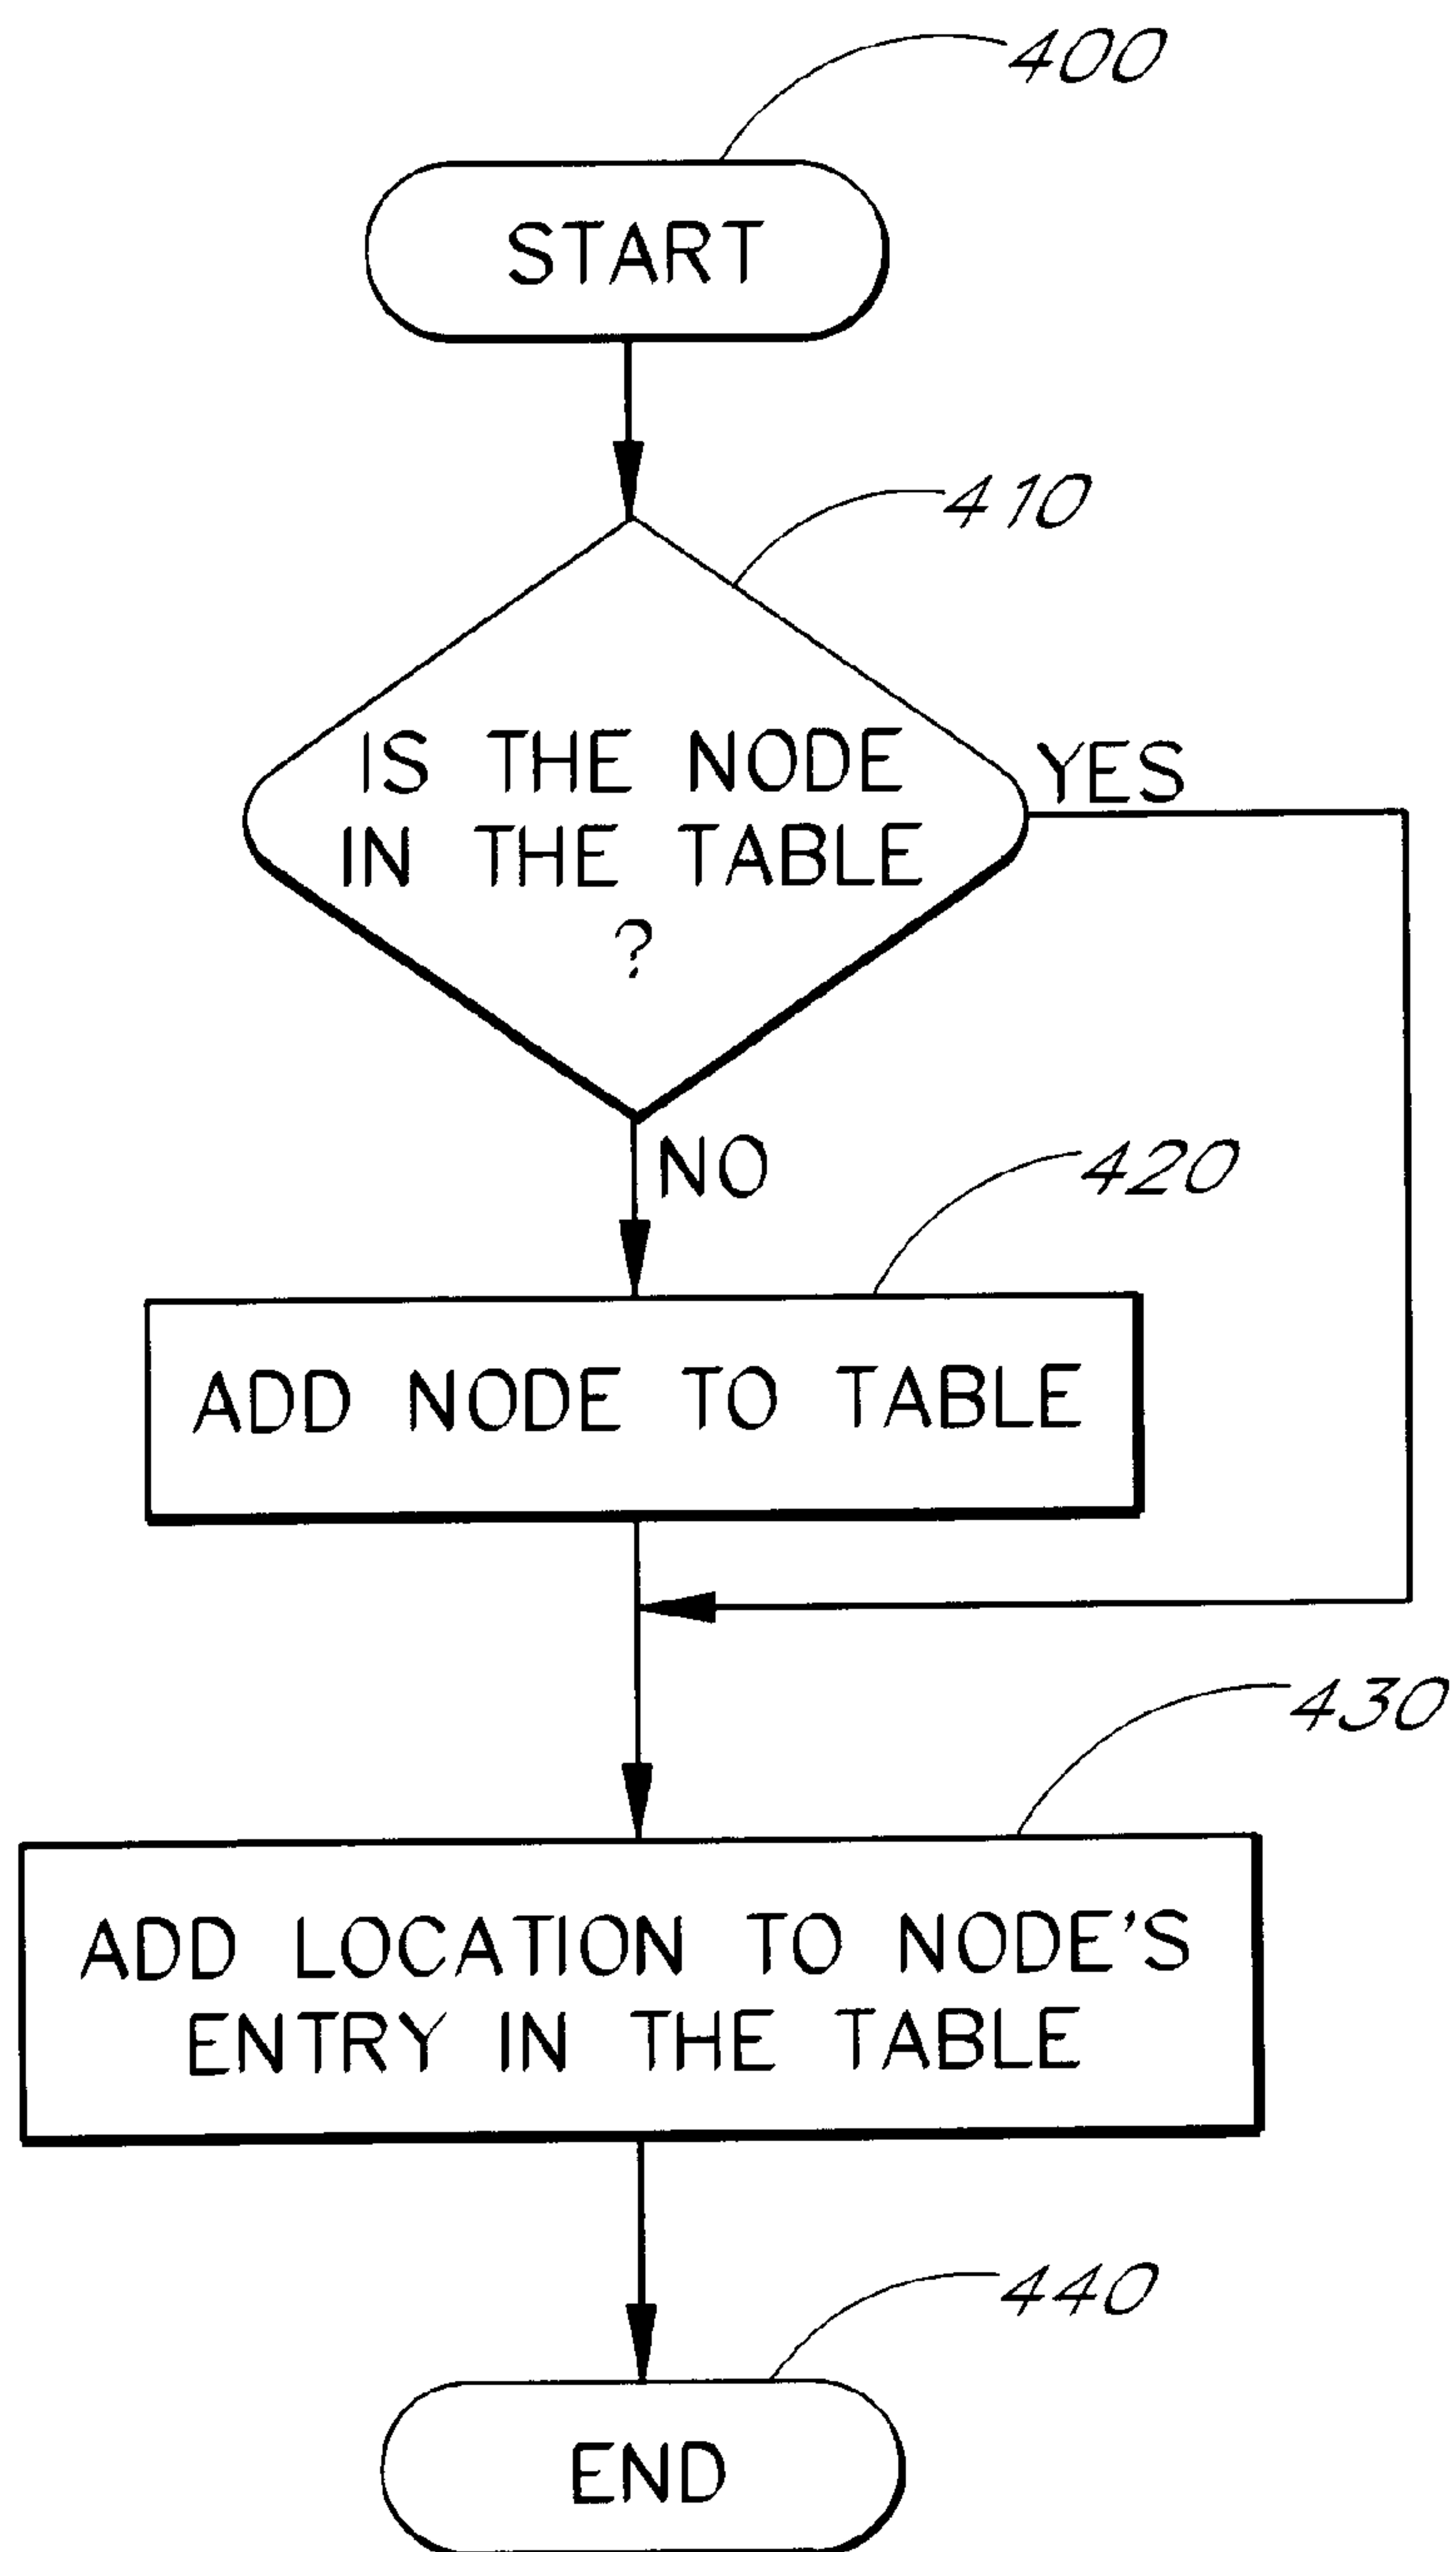 400
START
410
IS THE NODE
IN THE TABLE
?
YES
NO
420
ADD NODE TO TABLE
430
ADD LOCATION TO NODE'S
ENTRY IN THE TABLE
440
END